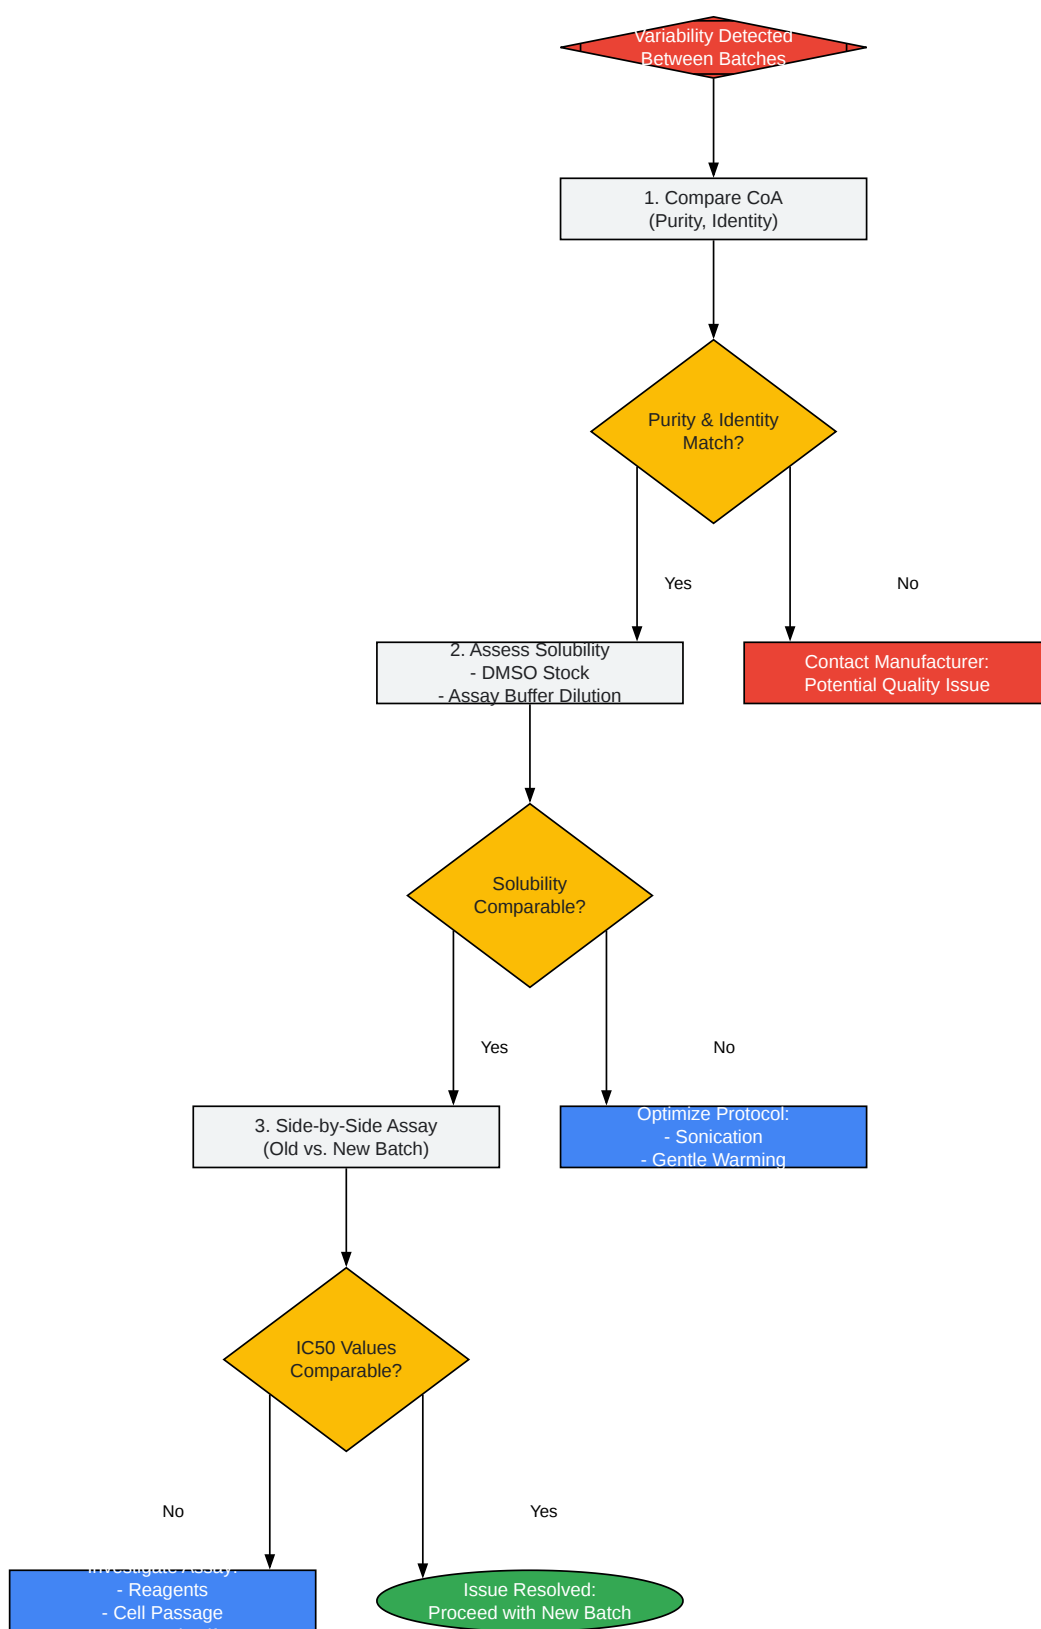 Variability Detected
Between Batches
1. Compare CoA
(Purity, Identity)
Purity & Identity
Match?
Yes
No
2. Assess Solubility
- DMSO Stock
- Assay Buffer Dilution
Contact Manufacturer:
Potential Quality Issue
Solubility
Comparable?
Yes
No
3. Side-by-Side Assay
(Old vs. New Batch)
Optimize Protocol:
- Sonication
- Gentle Warming
IC50 Values
Comparable?
No
Yes
Investigate Assay:
- Reagents
- Cell Passage
Issue Resolved:
Proceed with New Batch